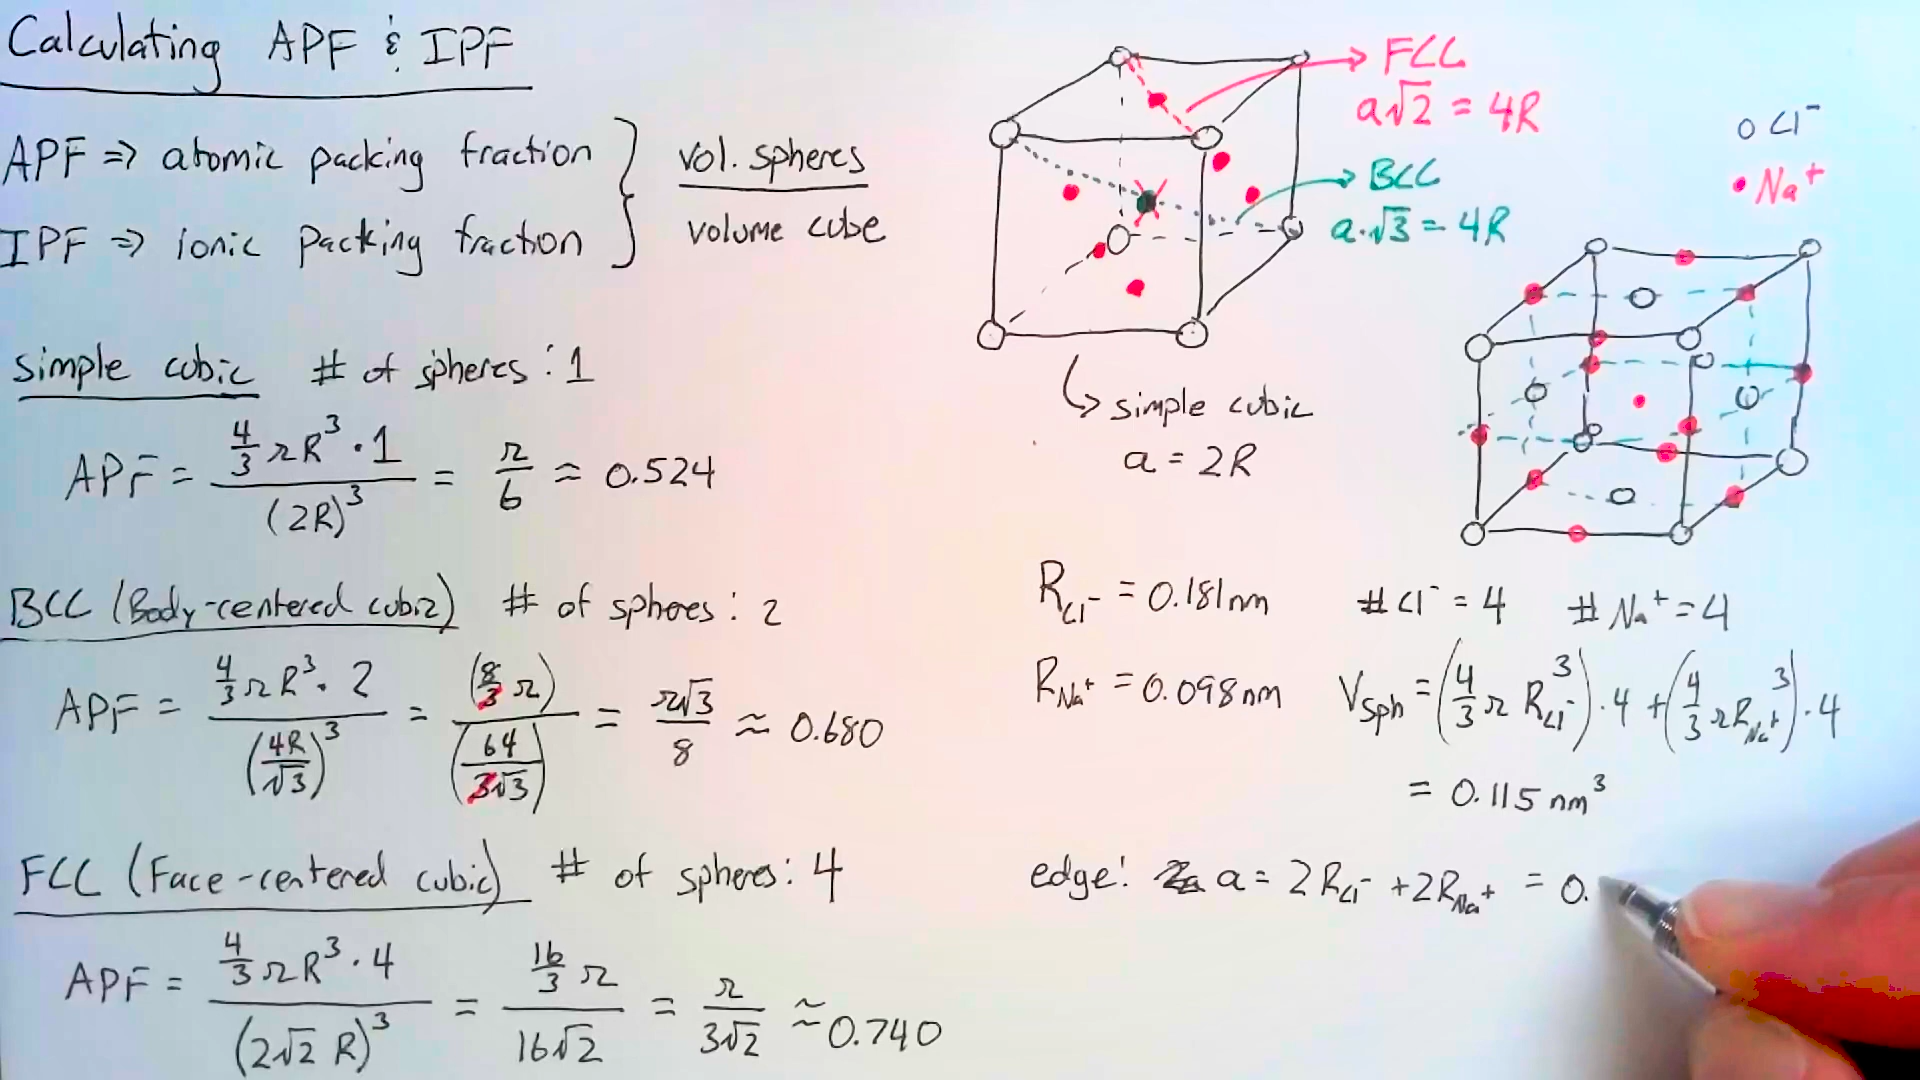 Calculating APF & IPF
APF ⇒ atomic packing fraction
IPF ⇒ ionic packing fraction
vol. spheres
volume cube
simple cubic # of spheres : 1
APF = (4/3 πR³ · 1) / (2R)³ = π/6 ≈ 0.524
BCC (Body-centered cubic) # of spheres : 2
APF = (4/3 πR³ · 2) / (4R/√3)³ = (8/3 π) / (64/3√3) = π√3/8 ≈ 0.680
FCC (Face-centered cubic) # of spheres : 4
APF = (4/3 πR³ · 4) / (2√2 R)³ = (16/3 π) / (16√2) = π/3√2 ≈ 0.740
FCC
a√2 = 4R
BCC
a·√3 = 4R
simple cubic
a = 2R
o Cl⁻
• Na⁺
R_Cl⁻ = 0.181nm
R_Na⁺ = 0.098nm
#Cl⁻ = 4 # Na⁺ = 4
V_sph = (4/3 π R_Cl⁻³) · 4 + (4/3 πR_Na⁺³) · 4
= 0.115 nm³
edge: a = 2R_Cl⁻ + 2R_Na⁺ = 0.